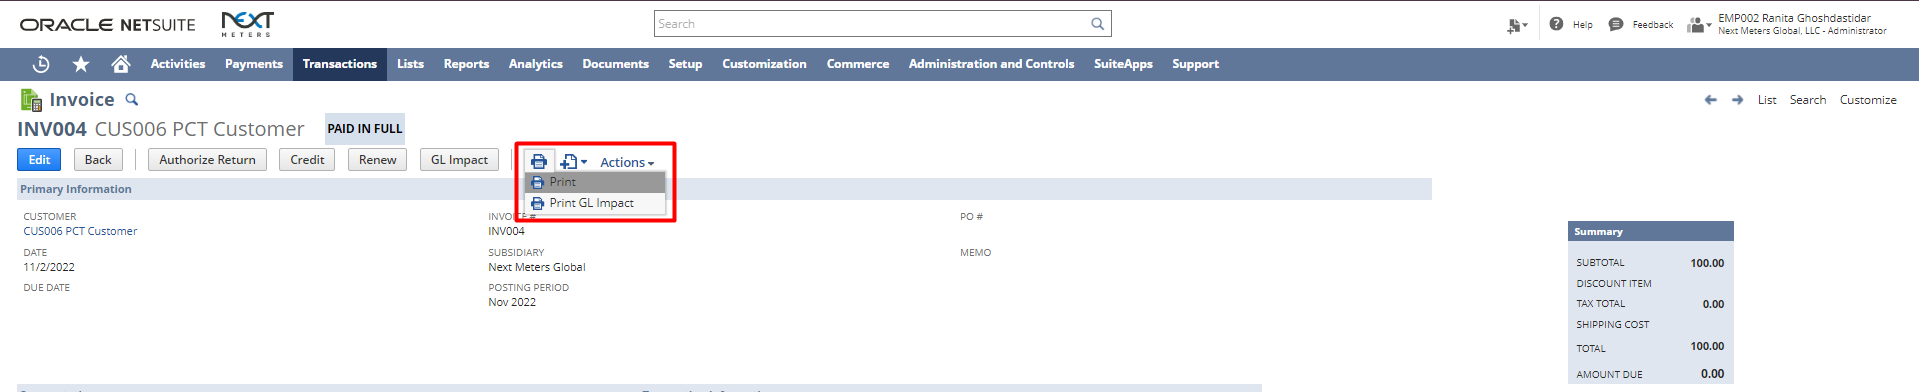 ORACLE NETSUITE
NEXT
METERS
Search
Help
Feedback
EMP002 Ranita Ghoshdastidar
Next Meters Global, LLC - Administrator
Activities
Payments
Transactions
Lists
Reports
Analytics
Documents
Setup
Customization
Commerce
Administration and Controls
SuiteApps
Support
Invoice
List
Search
Customize
INV004 CUS006 PCT Customer
PAID IN FULL
Edit
Back
Authorize Return
Credit
Renew
GL Impact
Actions
Print
Print GL Impact
Primary Information
CUSTOMER
CUS006 PCT Customer
DATE
11/2/2022
DUE DATE
INVOICE #
INV004
SUBSIDIARY
Next Meters Global
POSTING PERIOD
Nov 2022
PO #
MEMO
Summary
SUBTOTAL 100.00
DISCOUNT ITEM
TAX TOTAL 0.00
SHIPPING COST
TOTAL 100.00
AMOUNT DUE 0.00